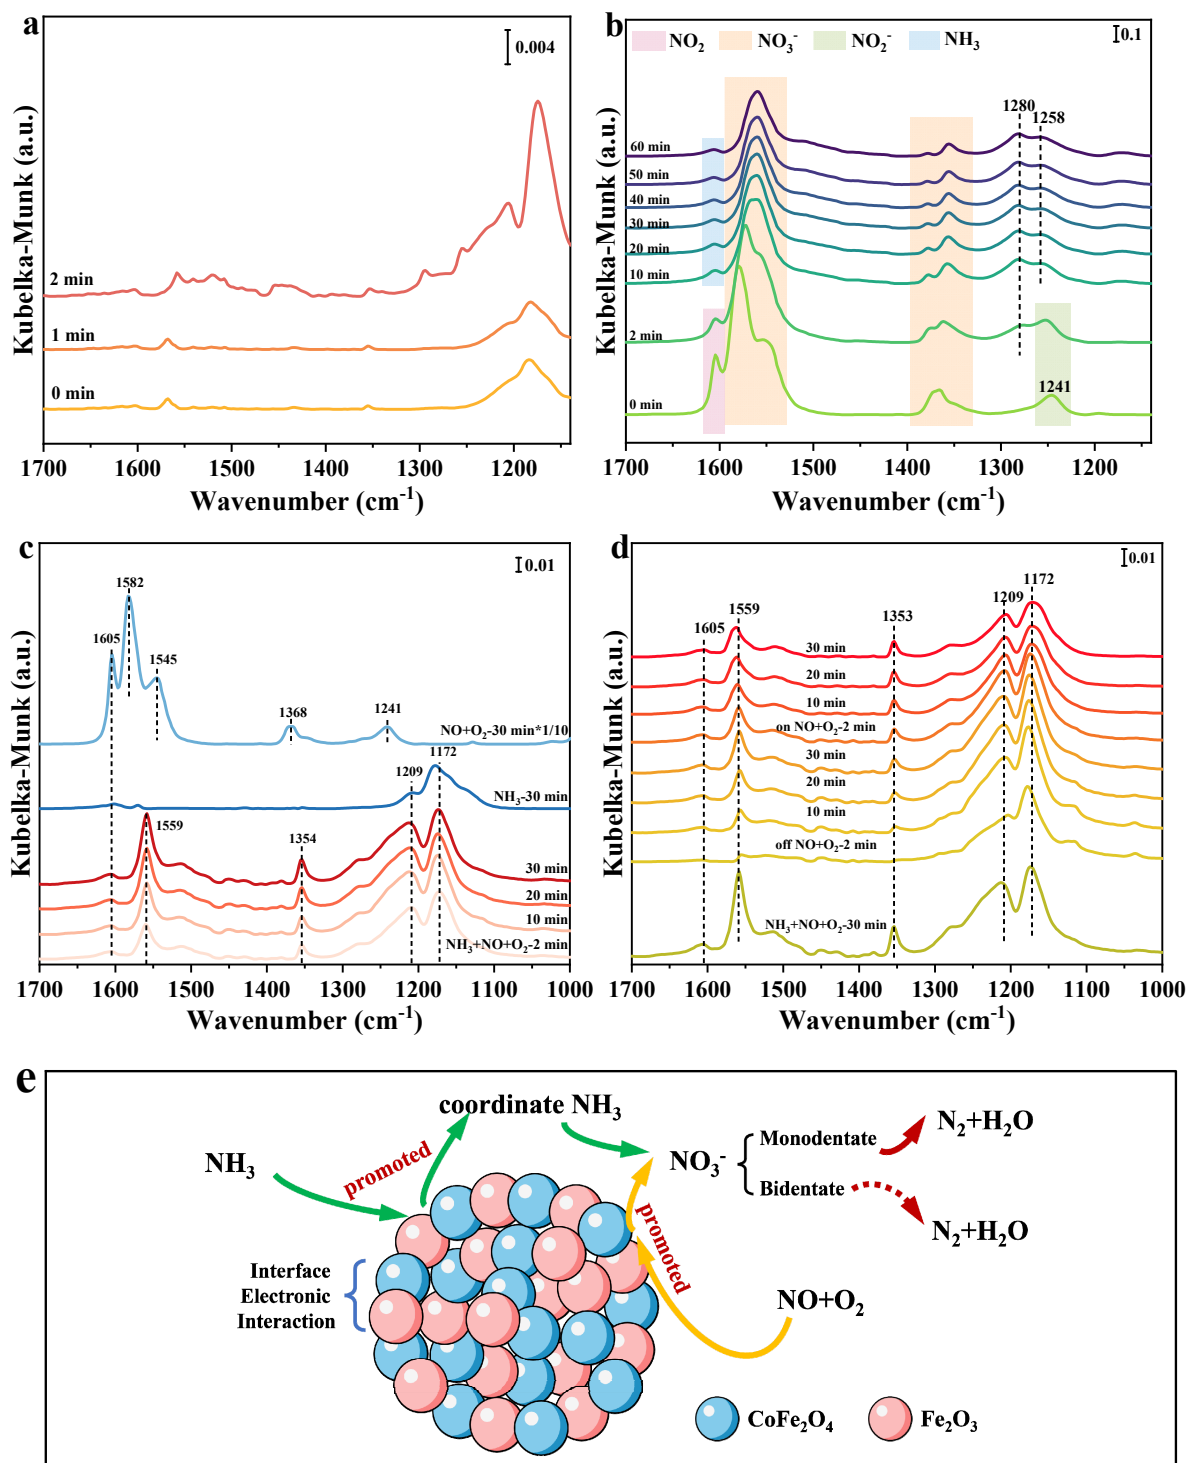 a
0.004
Kubelka-Munk (a.u.)
2 min
1 min
0 min
1700 1600 1500 1400 1300 1200
Wavenumber (cm⁻¹)
b
NO₂ NO₃⁻ NO₂⁻ NH₃
0.1
Kubelka-Munk (a.u.)
1280 1258
60 min
50 min
40 min
30 min
20 min
10 min
2 min
1241
0 min
1700 1600 1500 1400 1300 1200
Wavenumber (cm⁻¹)
c
0.01
Kubelka-Munk (a.u.)
1582
1605
1545
1368
1241
NO+O₂-30 min*1/10
1172
1209
NH₃-30 min
1559
1354
30 min
20 min
10 min
NH₃+NO+O₂-2 min
1700 1600 1500 1400 1300 1200 1100 1000
Wavenumber (cm⁻¹)
d
0.01
Kubelka-Munk (a.u.)
1605 1559 1353 1209 1172
30 min
20 min
10 min
on NO+O₂-2 min
30 min
20 min
10 min
off NO+O₂-2 min
NH₃+NO+O₂-30 min
1700 1600 1500 1400 1300 1200 1100 1000
Wavenumber (cm⁻¹)
e
coordinate NH₃
NH₃
promoted
NO₃⁻
Monodentate
N₂+H₂O
Bidentate
N₂+H₂O
promoted
Interface
Electronic
Interaction
NO+O₂
CoFe₂O₄
Fe₂O₃